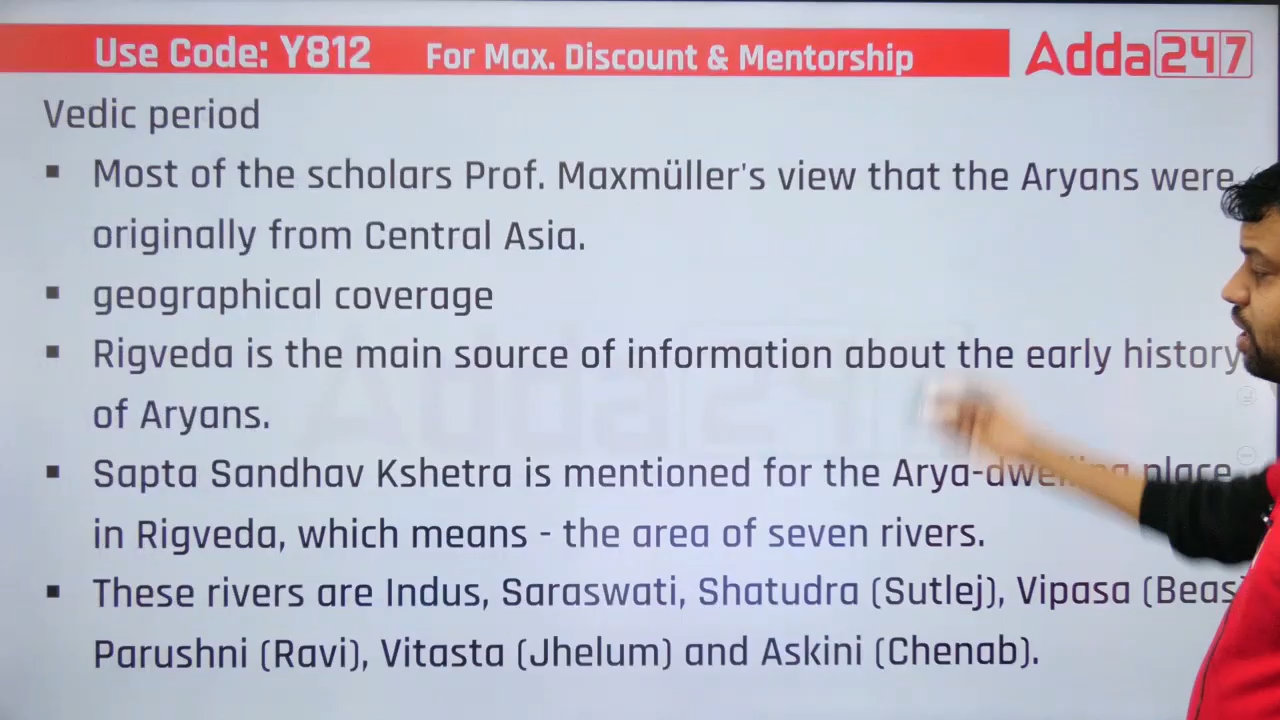 Use Code: Y812 For Max. Discount & Mentorship Adda247
Vedic period
▪ Most of the scholars Prof. Maxmüller's view that the Aryans were
originally from Central Asia.
▪ geographical coverage
▪ Rigveda is the main source of information about the early history
of Aryans.
▪ Sapta Sandhav Kshetra is mentioned for the Arya-dwelling place
in Rigveda, which means - the area of seven rivers.
▪ These rivers are Indus, Saraswati, Shatudra (Sutlej), Vipasa (Beas
Parushni (Ravi), Vitasta (Jhelum) and Askini (Chenab).